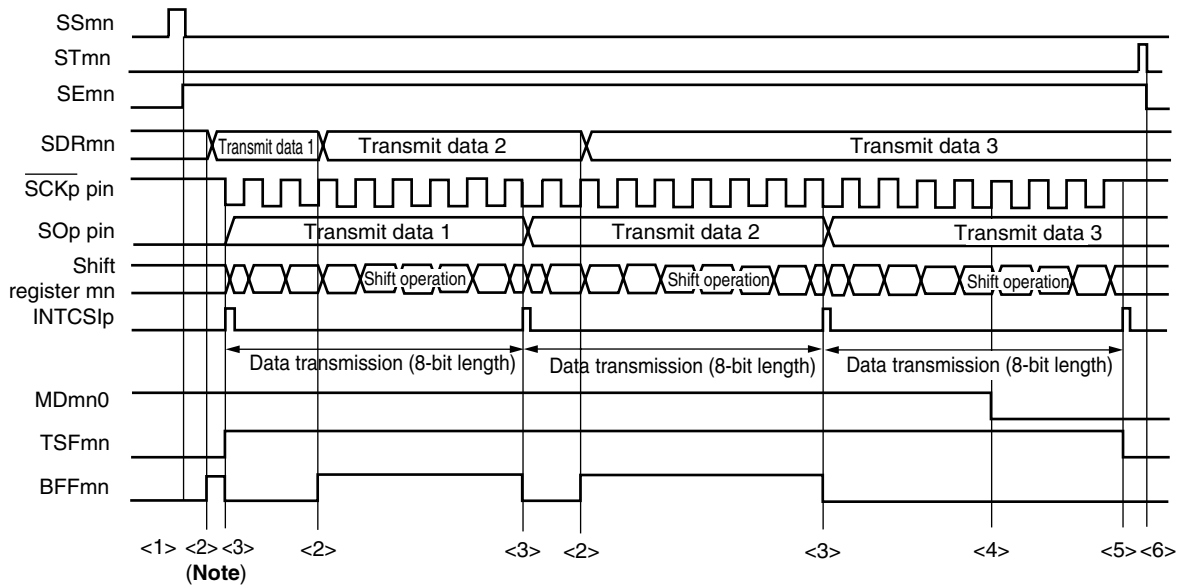 SSmn
STmn
SEmn
SDRmn Transmit data 1 Transmit data 2 Transmit data 3
SCKp pin
SOp pin Transmit data 1 Transmit data 2 Transmit data 3
Shift
register mn Shift operation Shift operation Shift operation
INTCSIp
Data transmission (8-bit length) Data transmission (8-bit length) Data transmission (8-bit length)
MDmn0
TSFmn
BFFmn
<1> <2> <3> <2> <3> <2> <3> <4> <5> <6>
(Note)